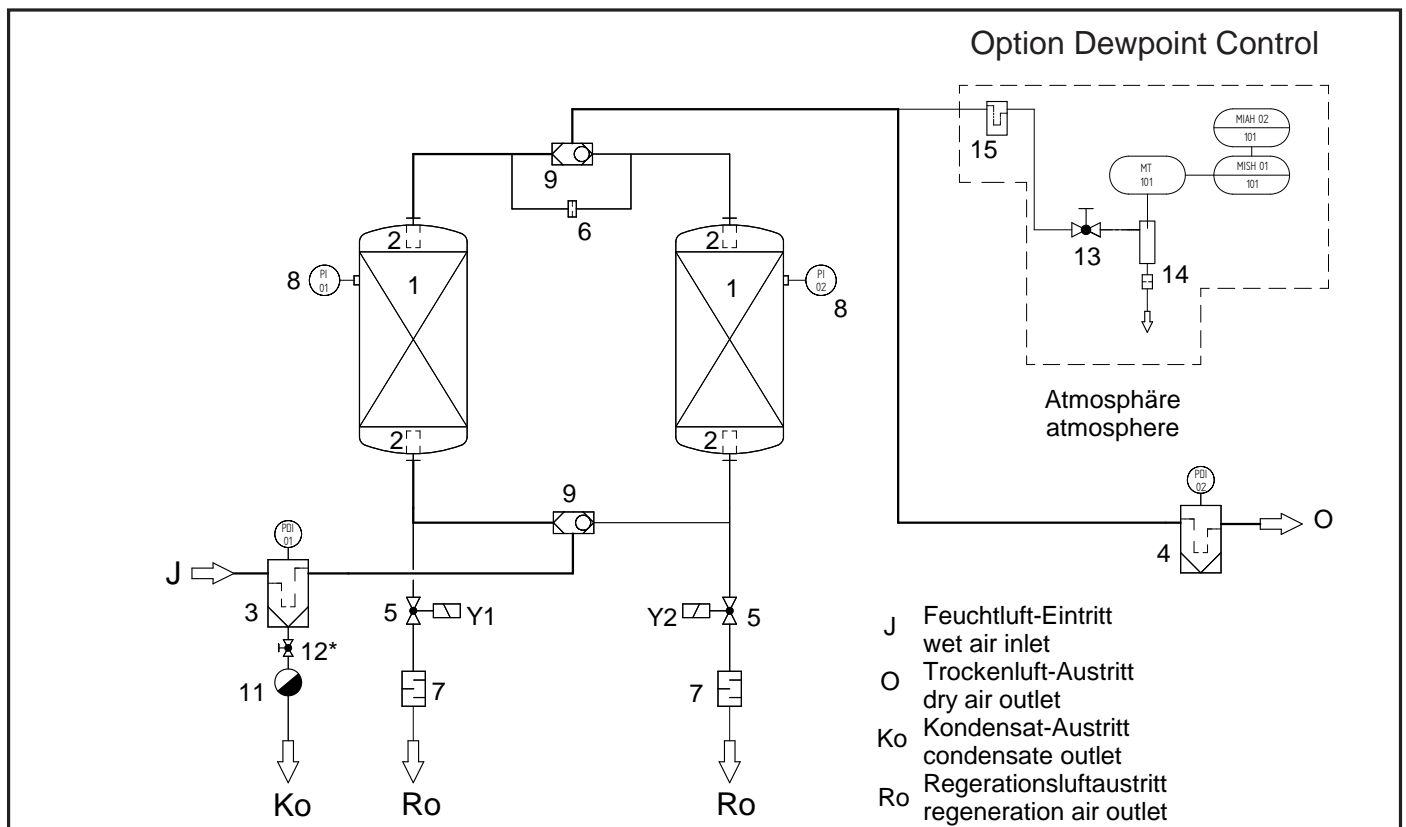 Option Dewpoint Control
MIAH 02
101
15
MT
101
MISH 01
101
9
6
13
14
2
2
8
PI
01
1
1
PI
02
8
Atmosphäre
atmosphere
2
2
9
PDI
01
PDI
02
J
O
4
3
5
Y1
Y2
5
12*
11
7
7
Ko
Ro
Ro
J
Feuchtluft-Eintritt
wet air inlet
O
Trockenluft-Austritt
dry air outlet
Ko
Kondensat-Austritt
condensate outlet
Ro
Regerationsluftaustritt
regeneration air outlet